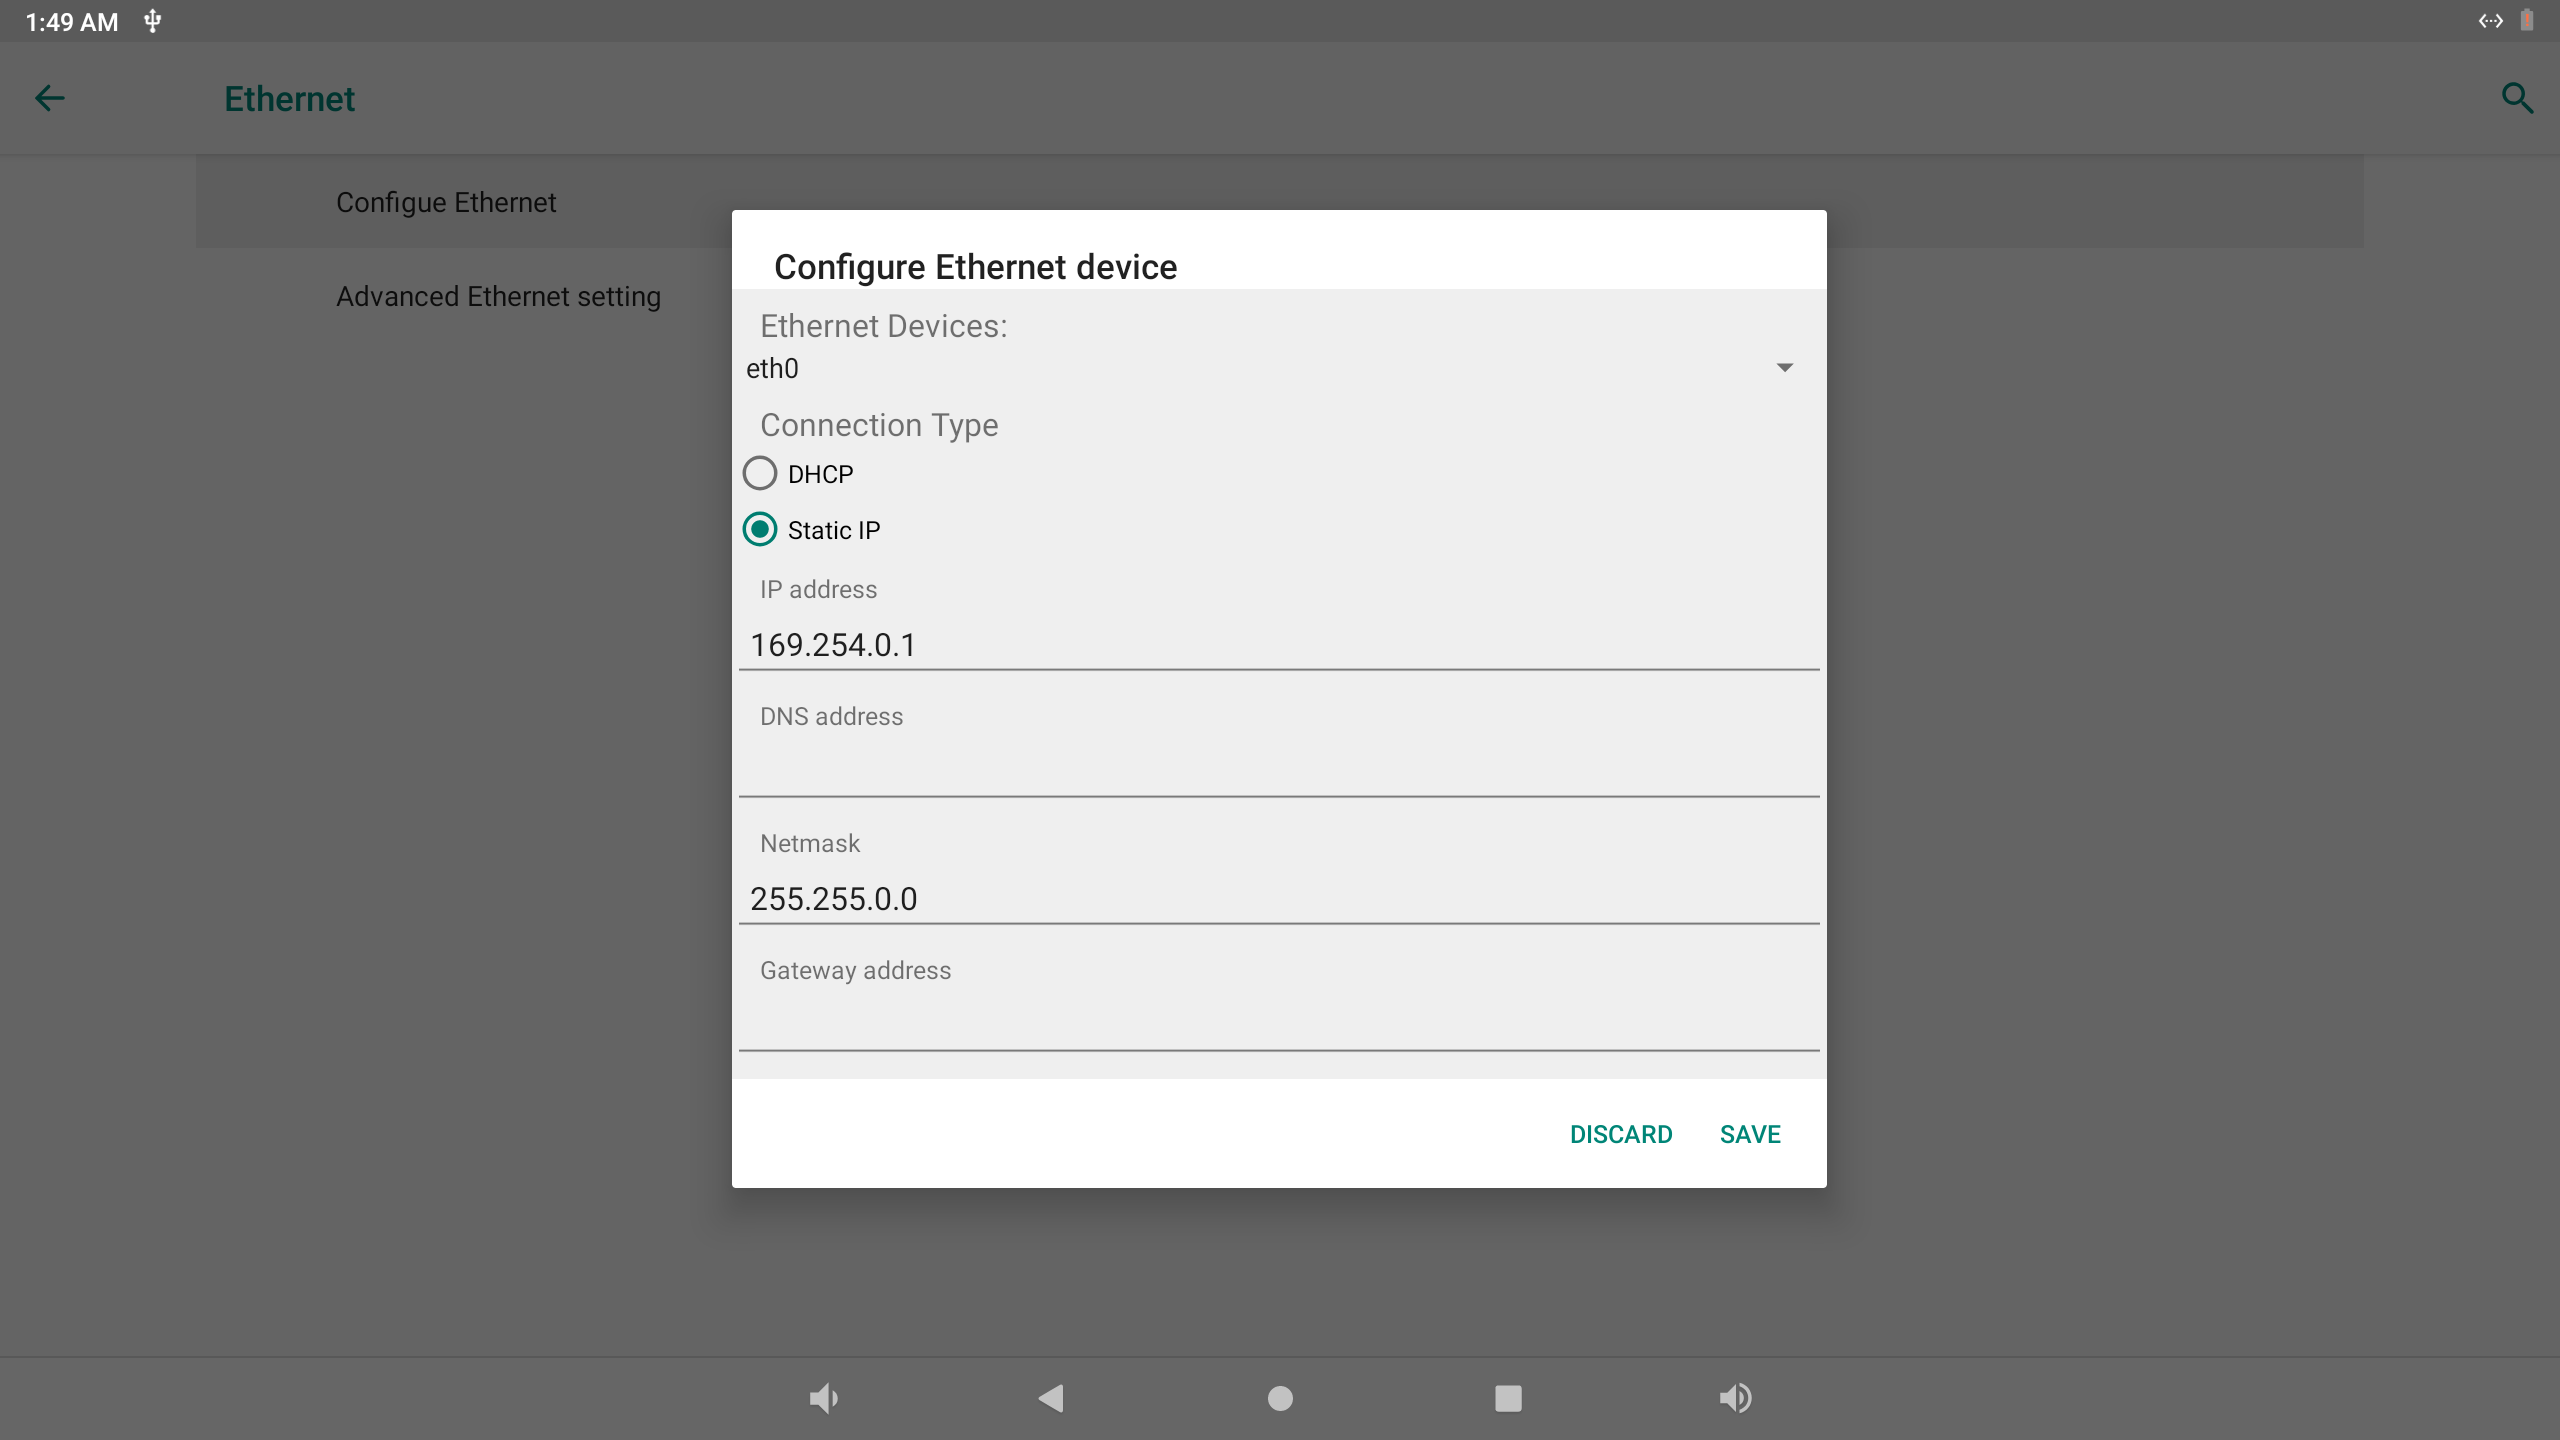 1:49 AM
Ethernet
Configue Ethernet
Advanced Ethernet setting
Configure Ethernet device
Ethernet Devices:
eth0
Connection Type
DHCP
Static IP
IP address
169.254.0.1
DNS address
Netmask
255.255.0.0
Gateway address
DISCARD SAVE